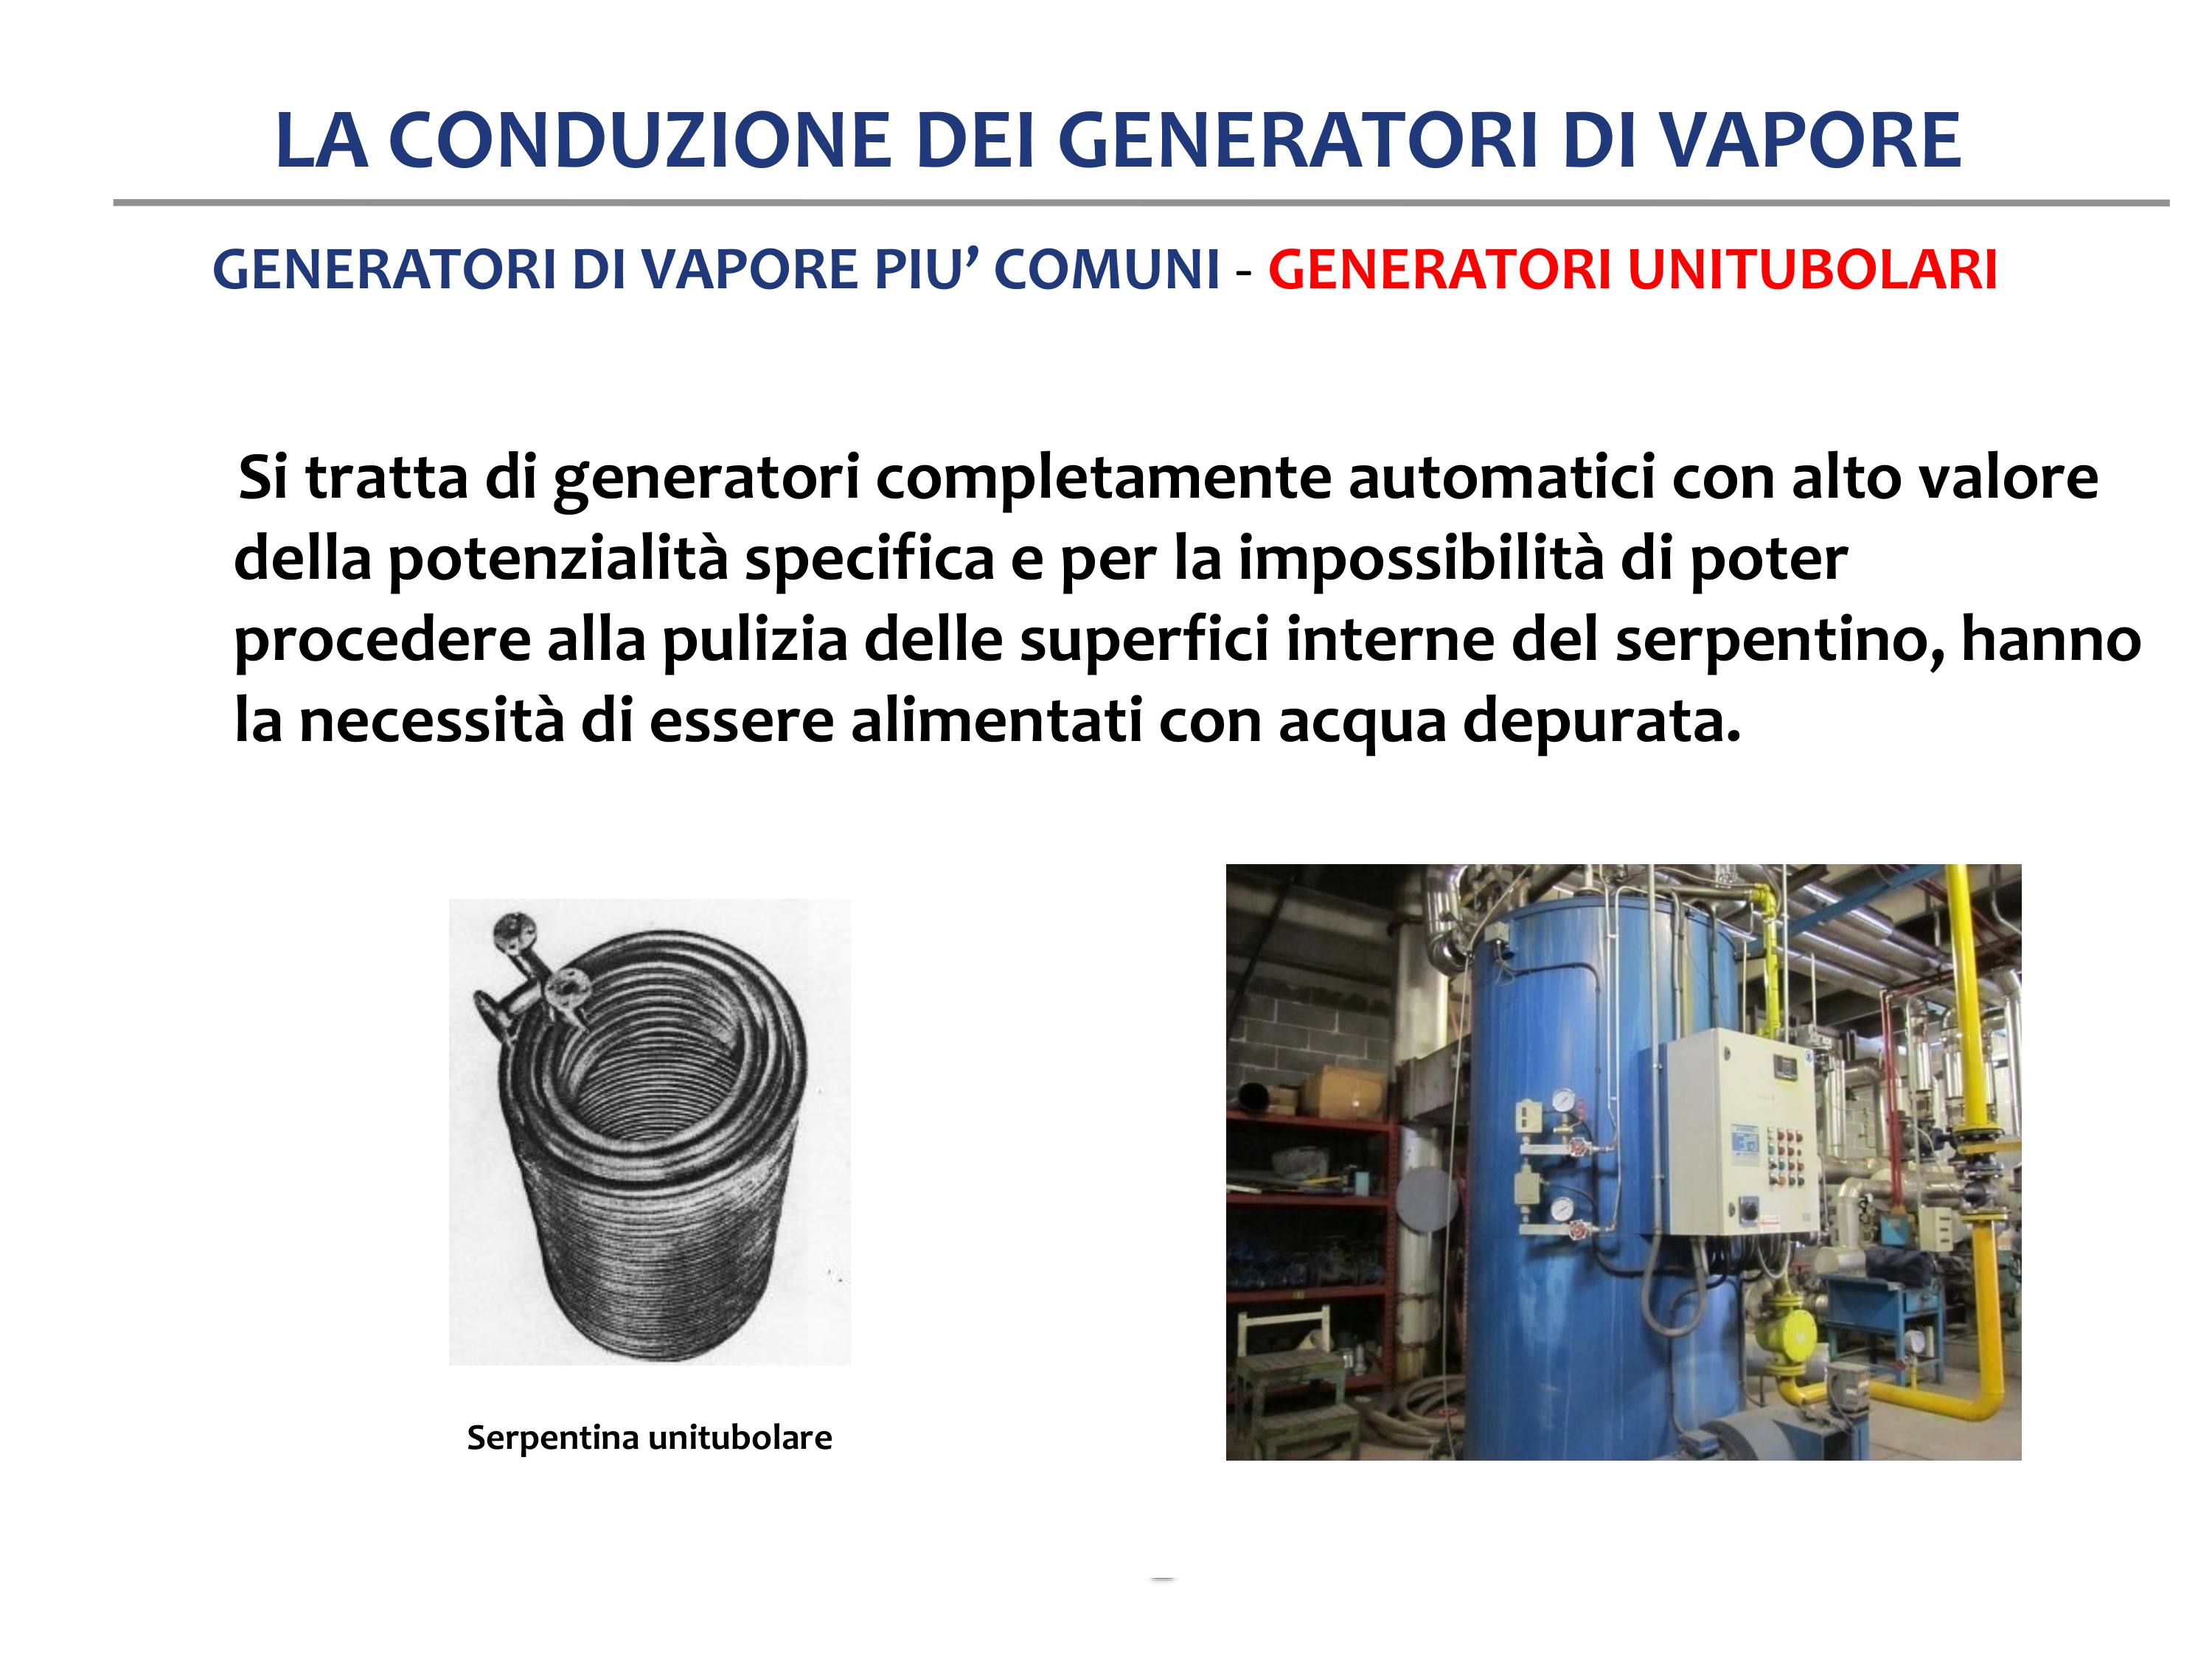 LA CONDUZIONE DEI GENERATORI DI VAPORE
GENERATORI DI VAPORE PIU’ COMUNI - GENERATORI UNITUBOLARI
Si tratta di generatori completamente automatici con alto valore
della potenzialità specifica e per la impossibilità di poter
procedere alla pulizia delle superfici interne del serpentino, hanno
la necessità di essere alimentati con acqua depurata.
Serpentina unitubolare